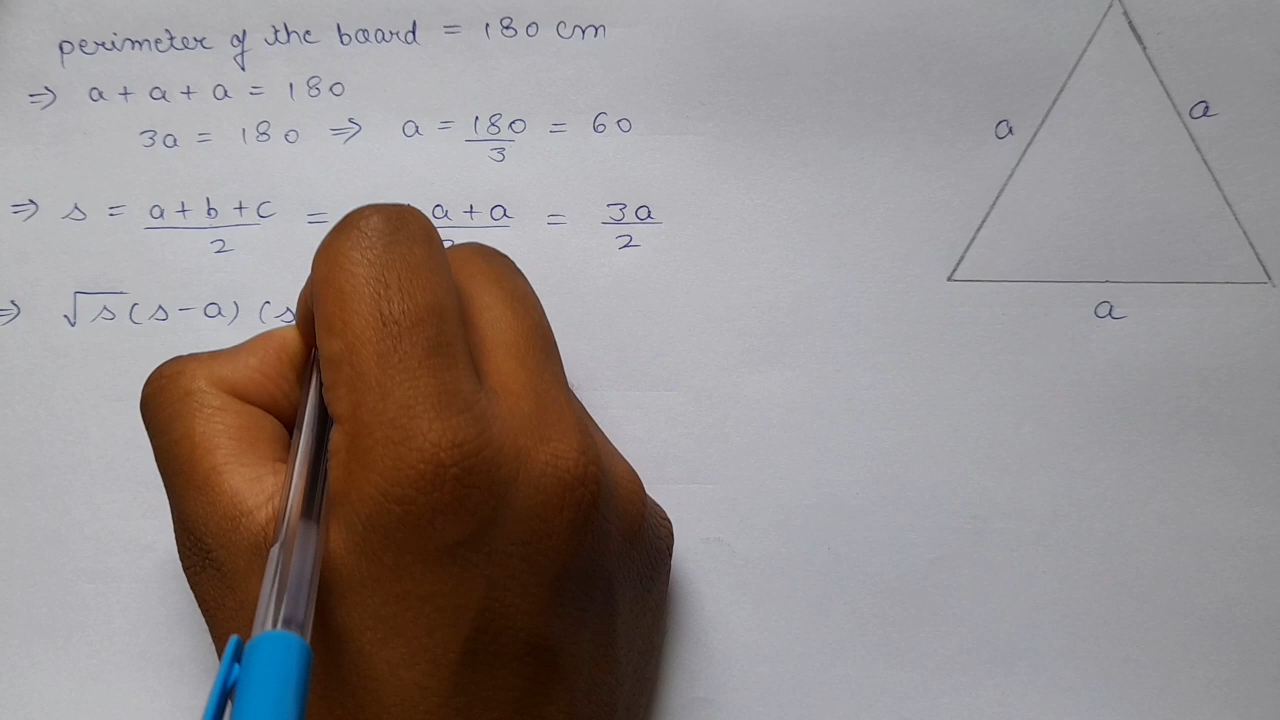 perimeter of the board = 180 cm
⇒ a + a + a = 180
3a = 180 ⇒ a = 180/3 = 60
⇒ s = a + b + c / 2 = a + a = 3a/2
⇒ √s (s - a) (s
a
a
a